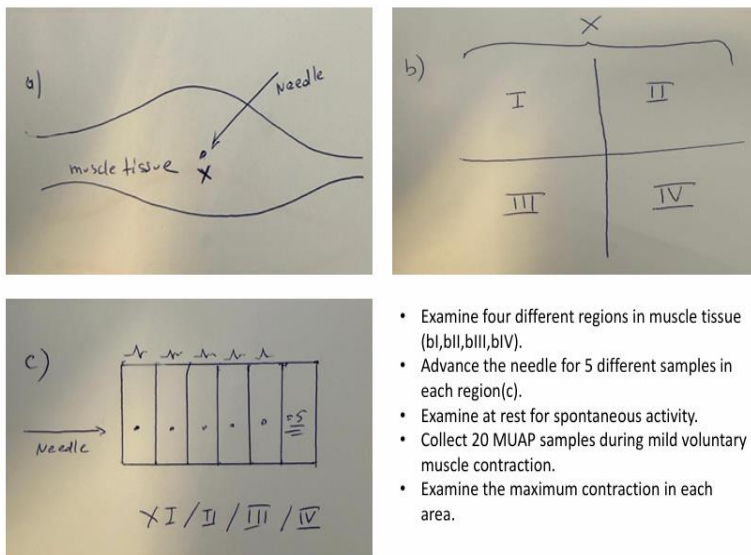 a)
Needle
muscle tissue
X
b)
X
I
II
III
IV
c)
Needle
=5
X I / II / III / IV
• Examine four different regions in muscle tissue
(bI,bII,bIII,bIV).
• Advance the needle for 5 different samples in
each region(c).
• Examine at rest for spontaneous activity.
• Collect 20 MUAP samples during mild voluntary
muscle contraction.
• Examine the maximum contraction in each
area.